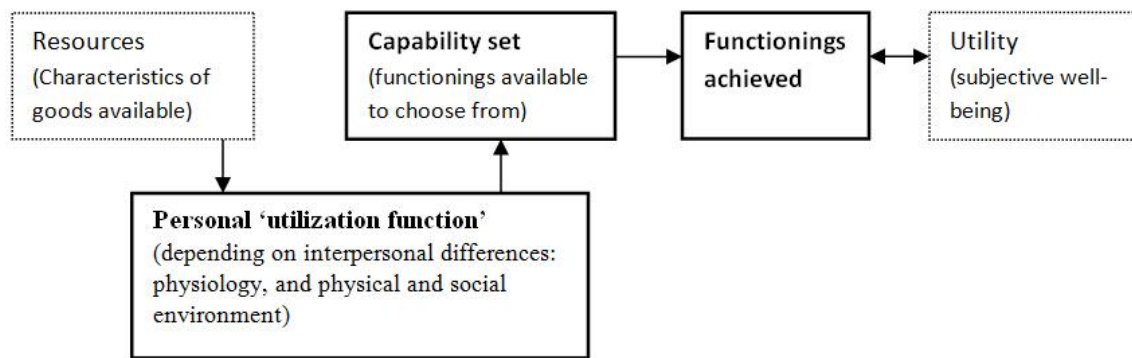 Resources
(Characteristics of
goods available)
Capability set
(functionings available
to choose from)
Functionings
achieved
Utility
(subjective well-
being)
Personal ‘utilization function’
(depending on interpersonal differences:
physiology, and physical and social
environment)